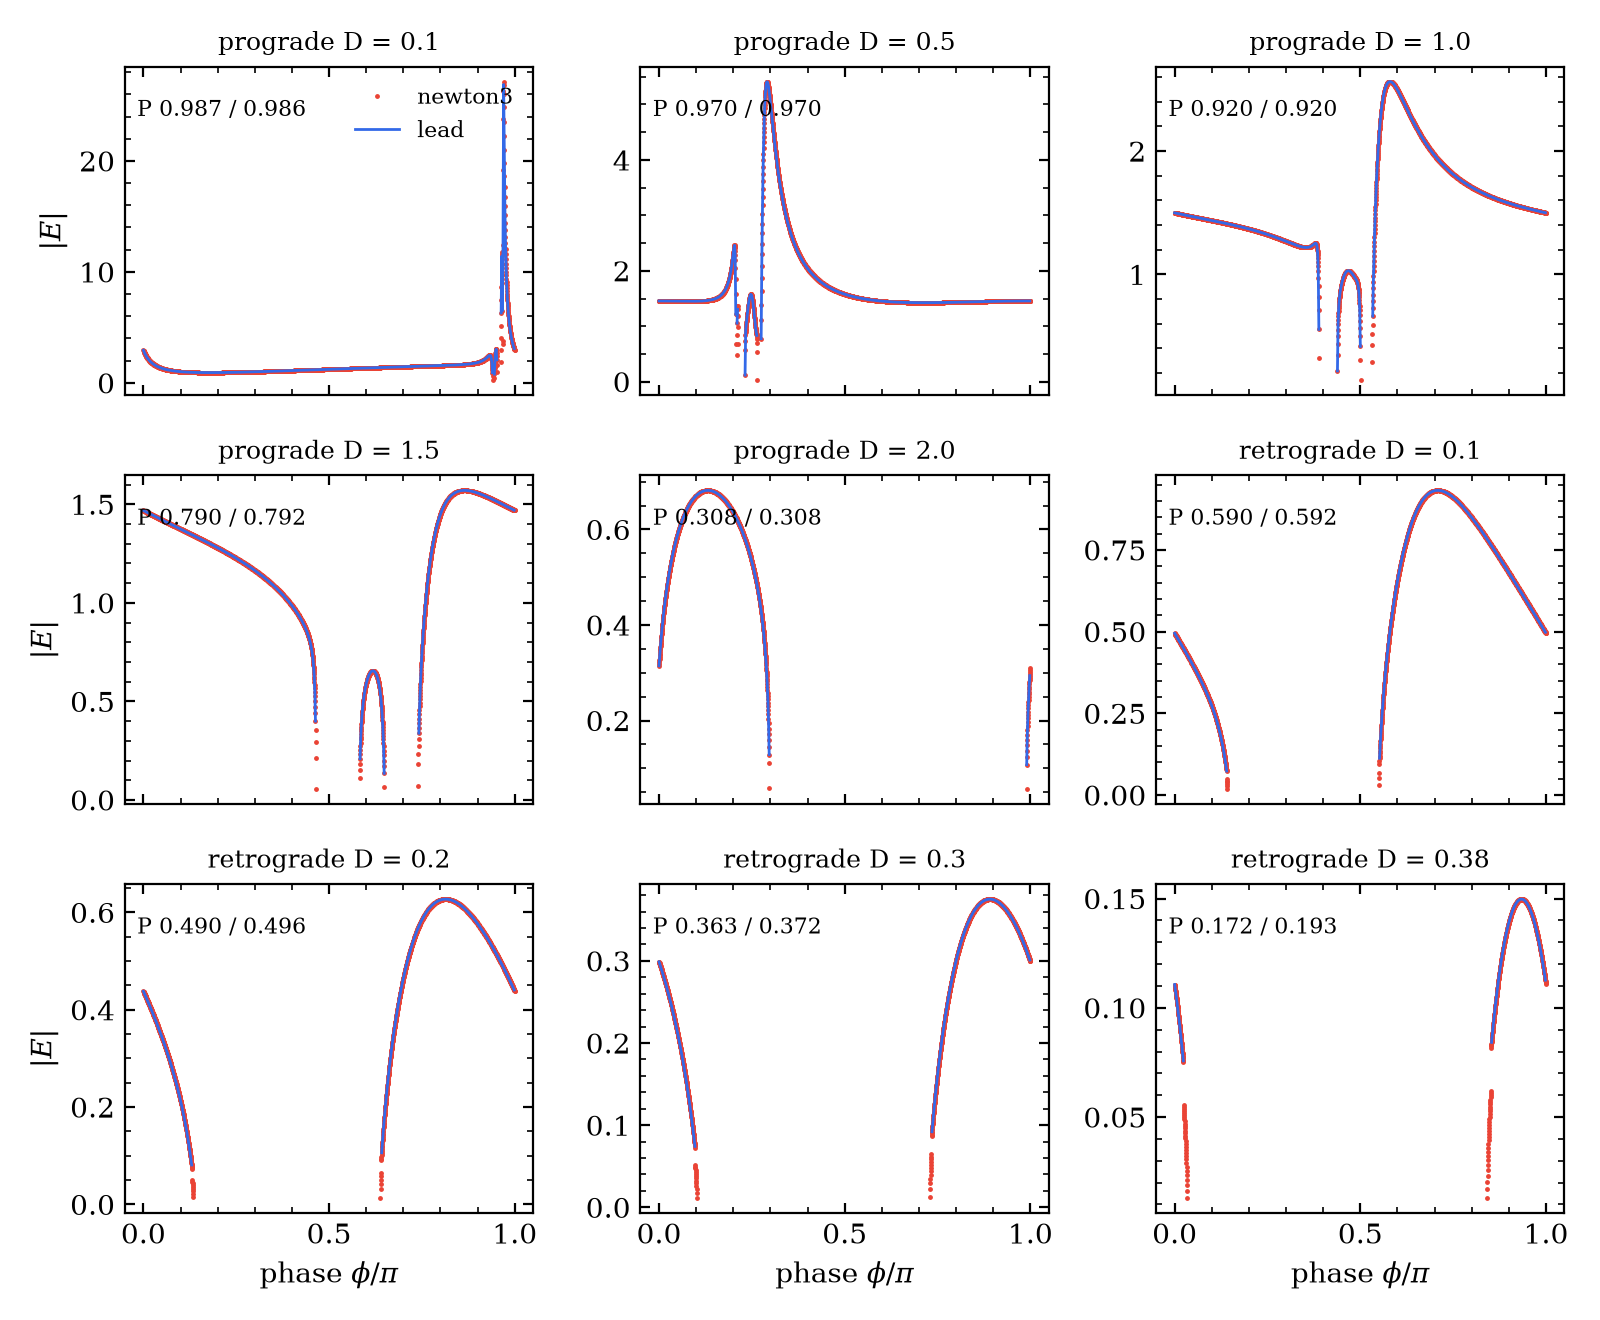 prograde D = 0.1
prograde D = 0.5
prograde D = 1.0
P 0.987 / 0.986
newton3
lead
P 0.970 / 0.970
P 0.920 / 0.920
|E|
20
10
0
4
2
0
2
1
prograde D = 1.5
prograde D = 2.0
retrograde D = 0.1
P 0.790 / 0.792
P 0.308 / 0.308
P 0.590 / 0.592
|E|
1.5
1.0
0.5
0.0
0.6
0.4
0.2
0.75
0.50
0.25
0.00
retrograde D = 0.2
retrograde D = 0.3
retrograde D = 0.38
P 0.490 / 0.496
P 0.363 / 0.372
P 0.172 / 0.193
|E|
0.6
0.4
0.2
0.0
0.3
0.2
0.1
0.0
0.15
0.10
0.05
0.0 0.5 1.0
0.0 0.5 1.0
0.0 0.5 1.0
phase ϕ/π
phase ϕ/π
phase ϕ/π